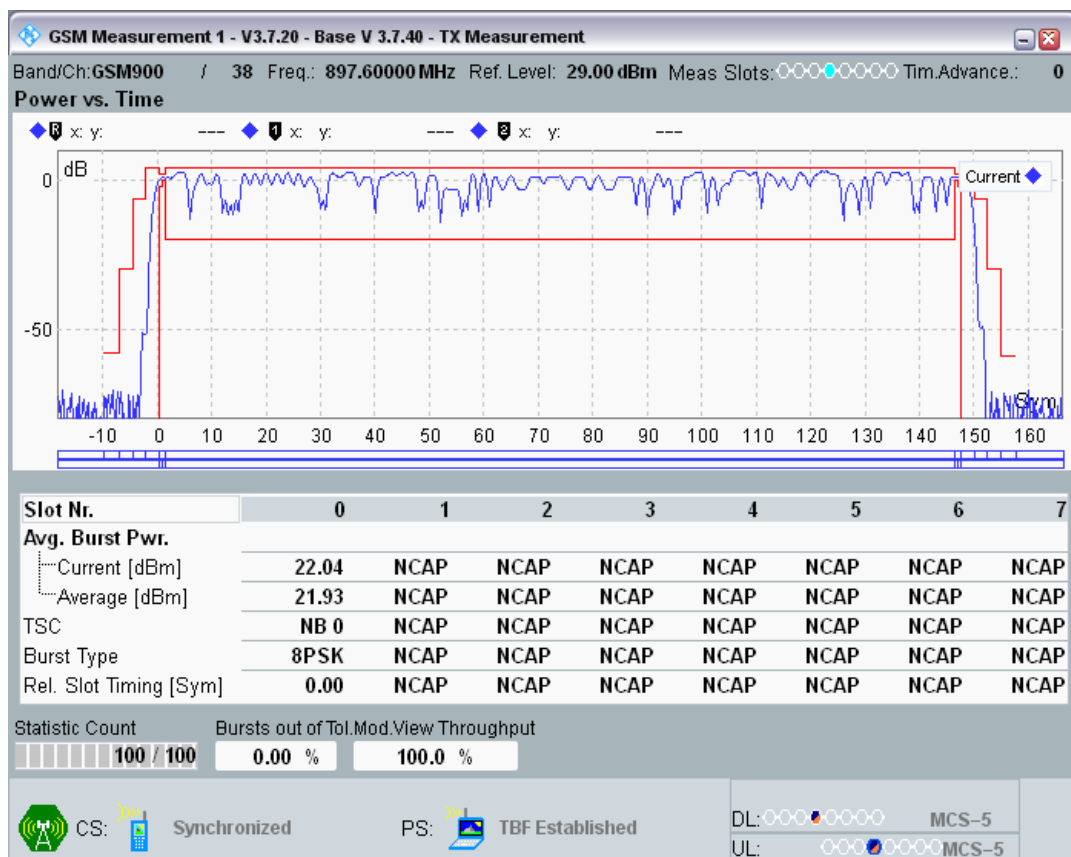 GSM Measurement 1 - V3.7.20 - Base V 3.7.40 - TX Measurement
Band/Ch:GSM900 / 38 Freq.: 897.60000 MHz Ref. Level: 29.00 dBm Meas Slots: Tim.Advance.: 0
Power vs. Time
R x: y: --- 1 x: y: --- 2 x: y: ---
dB
Current
0
-50
Sym
-10 0 10 20 30 40 50 60 70 80 90 100 110 120 130 140 150 160
Slot Nr. 0 1 2 3 4 5 6 7
Avg. Burst Pwr.
Current [dBm] 22.04 NCAP NCAP NCAP NCAP NCAP NCAP NCAP
Average [dBm] 21.93 NCAP NCAP NCAP NCAP NCAP NCAP NCAP
TSC NB 0 NCAP NCAP NCAP NCAP NCAP NCAP NCAP
Burst Type 8PSK NCAP NCAP NCAP NCAP NCAP NCAP NCAP
Rel. Slot Timing [Sym] 0.00 NCAP NCAP NCAP NCAP NCAP NCAP NCAP
Statistic Count Bursts out of Tol. Mod.View Throughput
100 / 100 0.00 % 100.0 %
CS: Synchronized PS: TBF Established
DL: MCS-5
UL: MCS-5